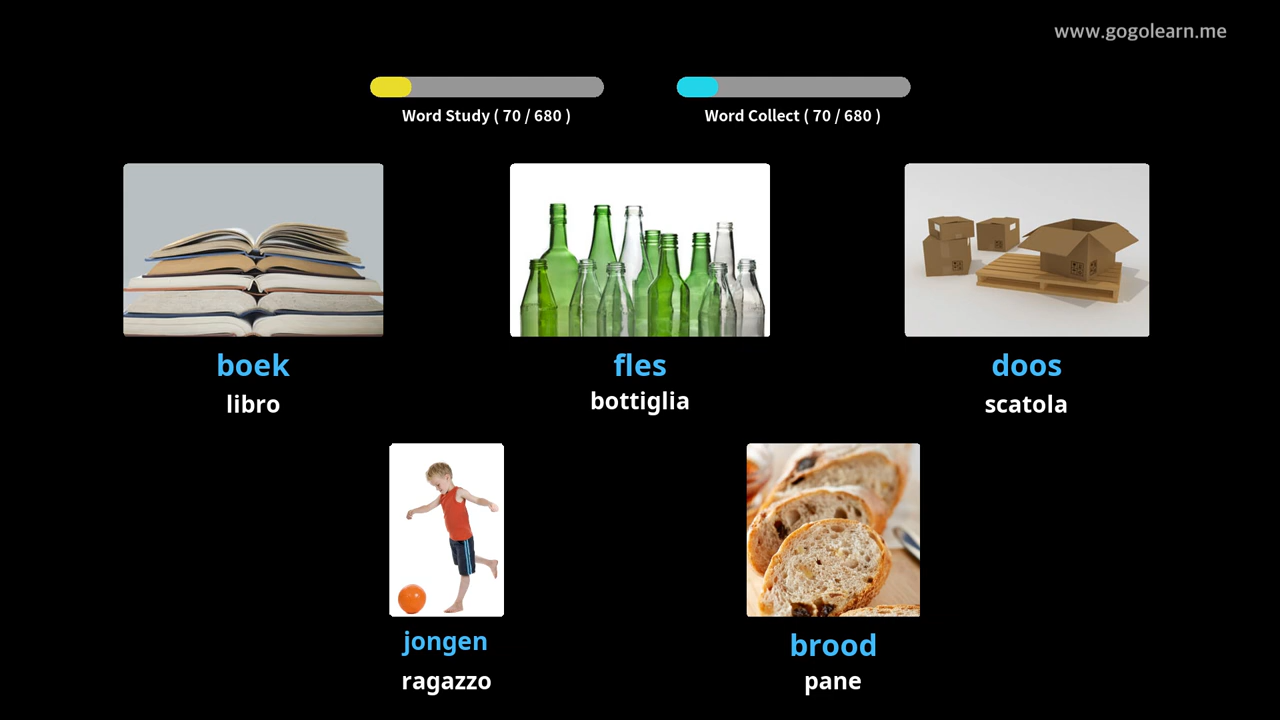 www.gogolearn.me
Word Study ( 70 / 680 )
Word Collect ( 70 / 680 )
boek
libro
fles
bottiglia
doos
scatola
jongen
ragazzo
brood
pane